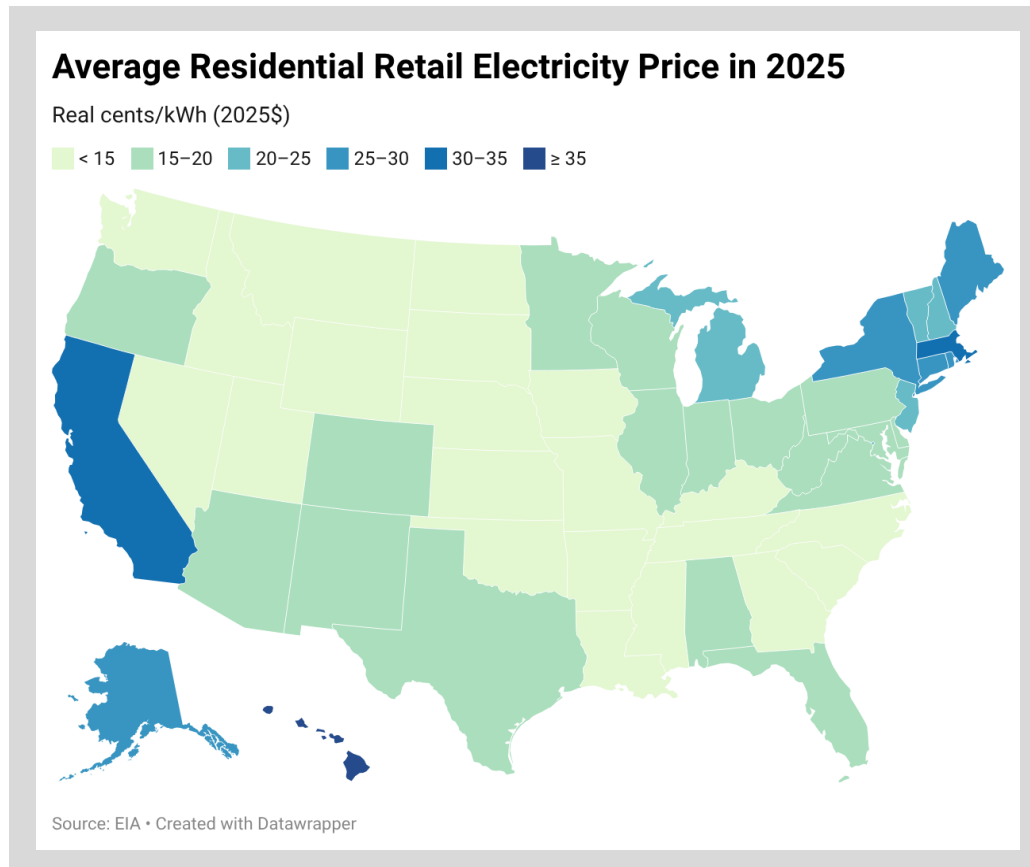 Average Residential Retail Electricity Price in 2025
Real cents/kWh (2025$)
< 15 15–20 20–25 25–30 30–35 ≥ 35
Source: EIA • Created with Datawrapper